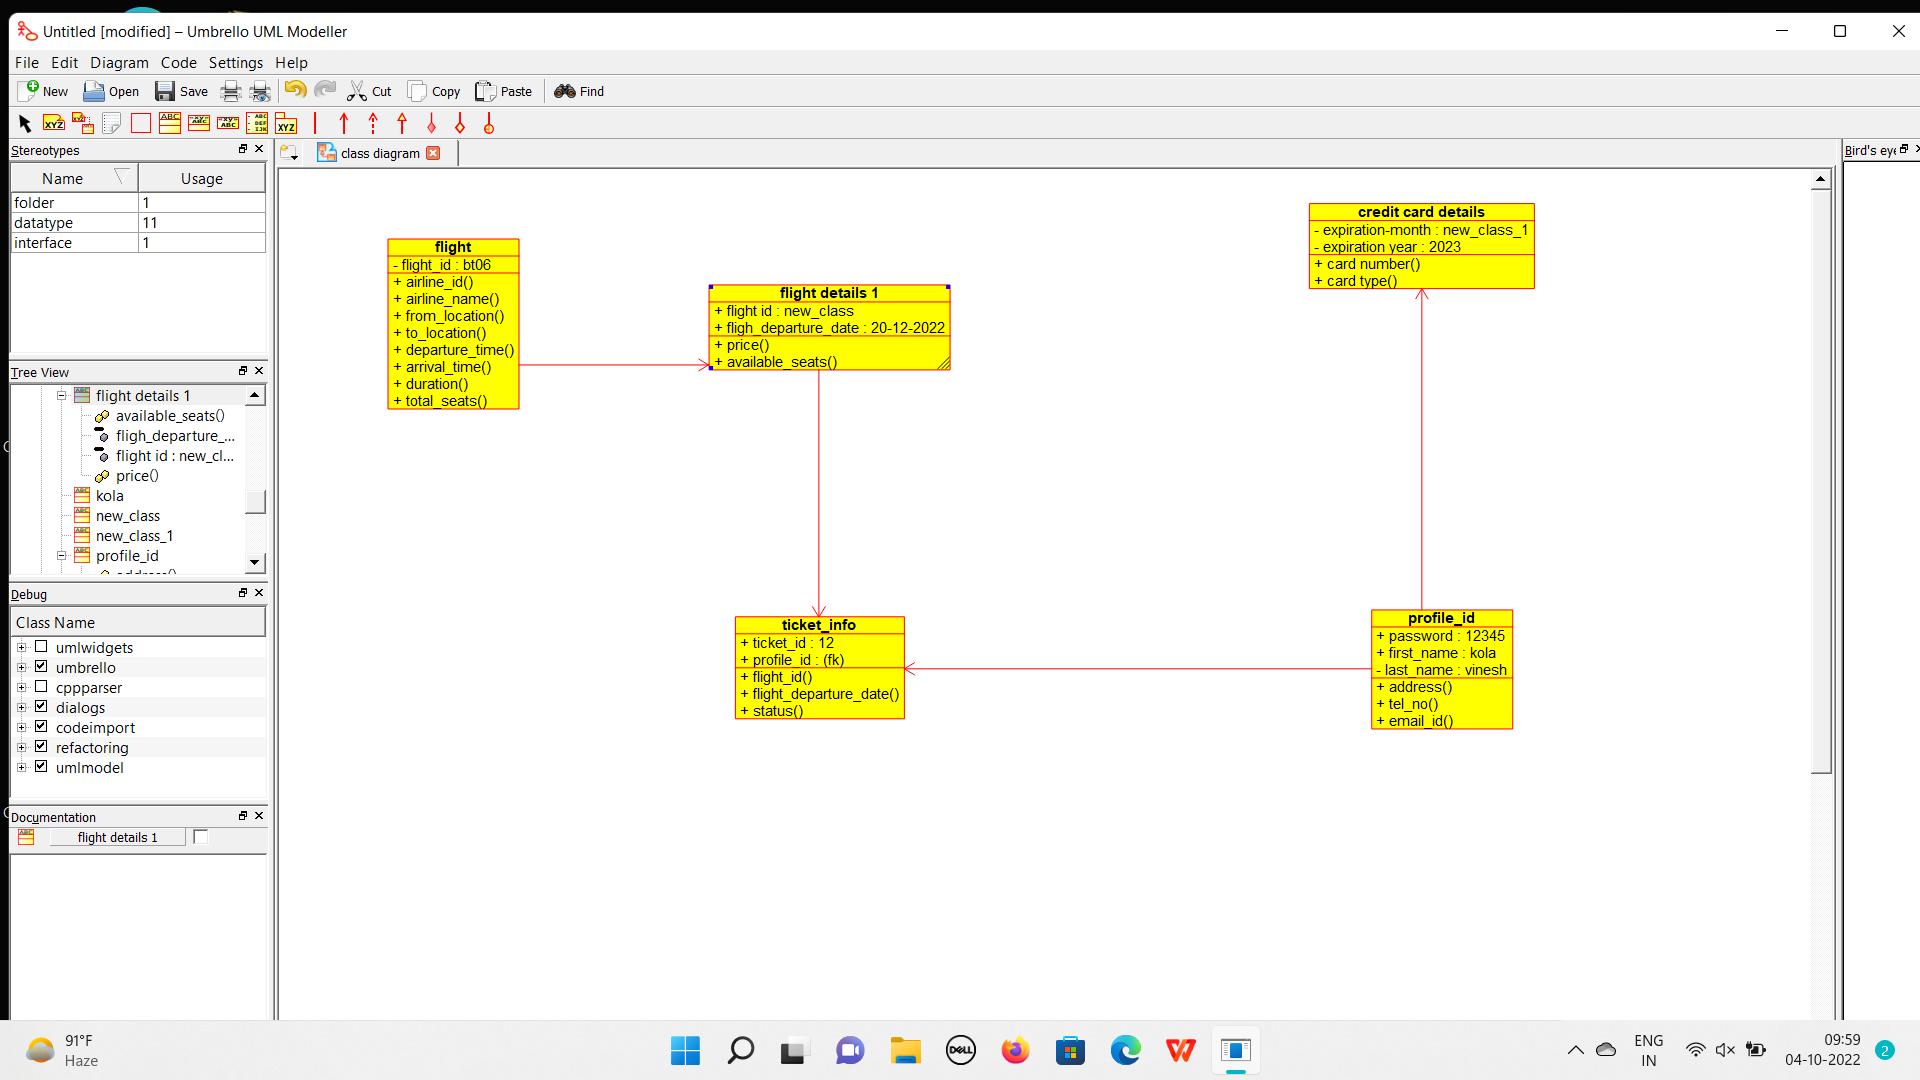 Untitled [modified] – Umbrello UML Modeller
File Edit Diagram Code Settings Help
New Open Save Cut Copy Paste Find
Stereotypes
Name Usage
folder 1
datatype 11
interface 1
Tree View
flight details 1
available_seats()
fligh_departure_...
flight id : new_cl...
price()
kola
new_class
new_class_1
profile_id
address()
Debug
Class Name
umlwidgets
umbrello
cppparser
dialogs
codeimport
refactoring
umlmodel
Documentation
flight details 1
class diagram
Bird's eye
flight
- flight_id : bt06
+ airline_id()
+ airline_name()
+ from_location()
+ to_location()
+ departure_time()
+ arrival_time()
+ duration()
+ total_seats()
flight details 1
+ flight id : new_class
+ fligh_departure_date : 20-12-2022
+ price()
+ available_seats()
credit card details
- expiration-month : new_class_1
- expiration year : 2023
+ card number()
+ card type()
ticket_info
+ ticket_id : 12
+ profile_id : (fk)
+ flight_id()
+ flight_departure_date()
+ status()
profile_id
+ password : 12345
+ first_name : kola
- last_name : vinesh
+ address()
+ tel_no()
+ email_id()
91°F
Haze
DELL
ENG
IN
09:59
04-10-2022
2